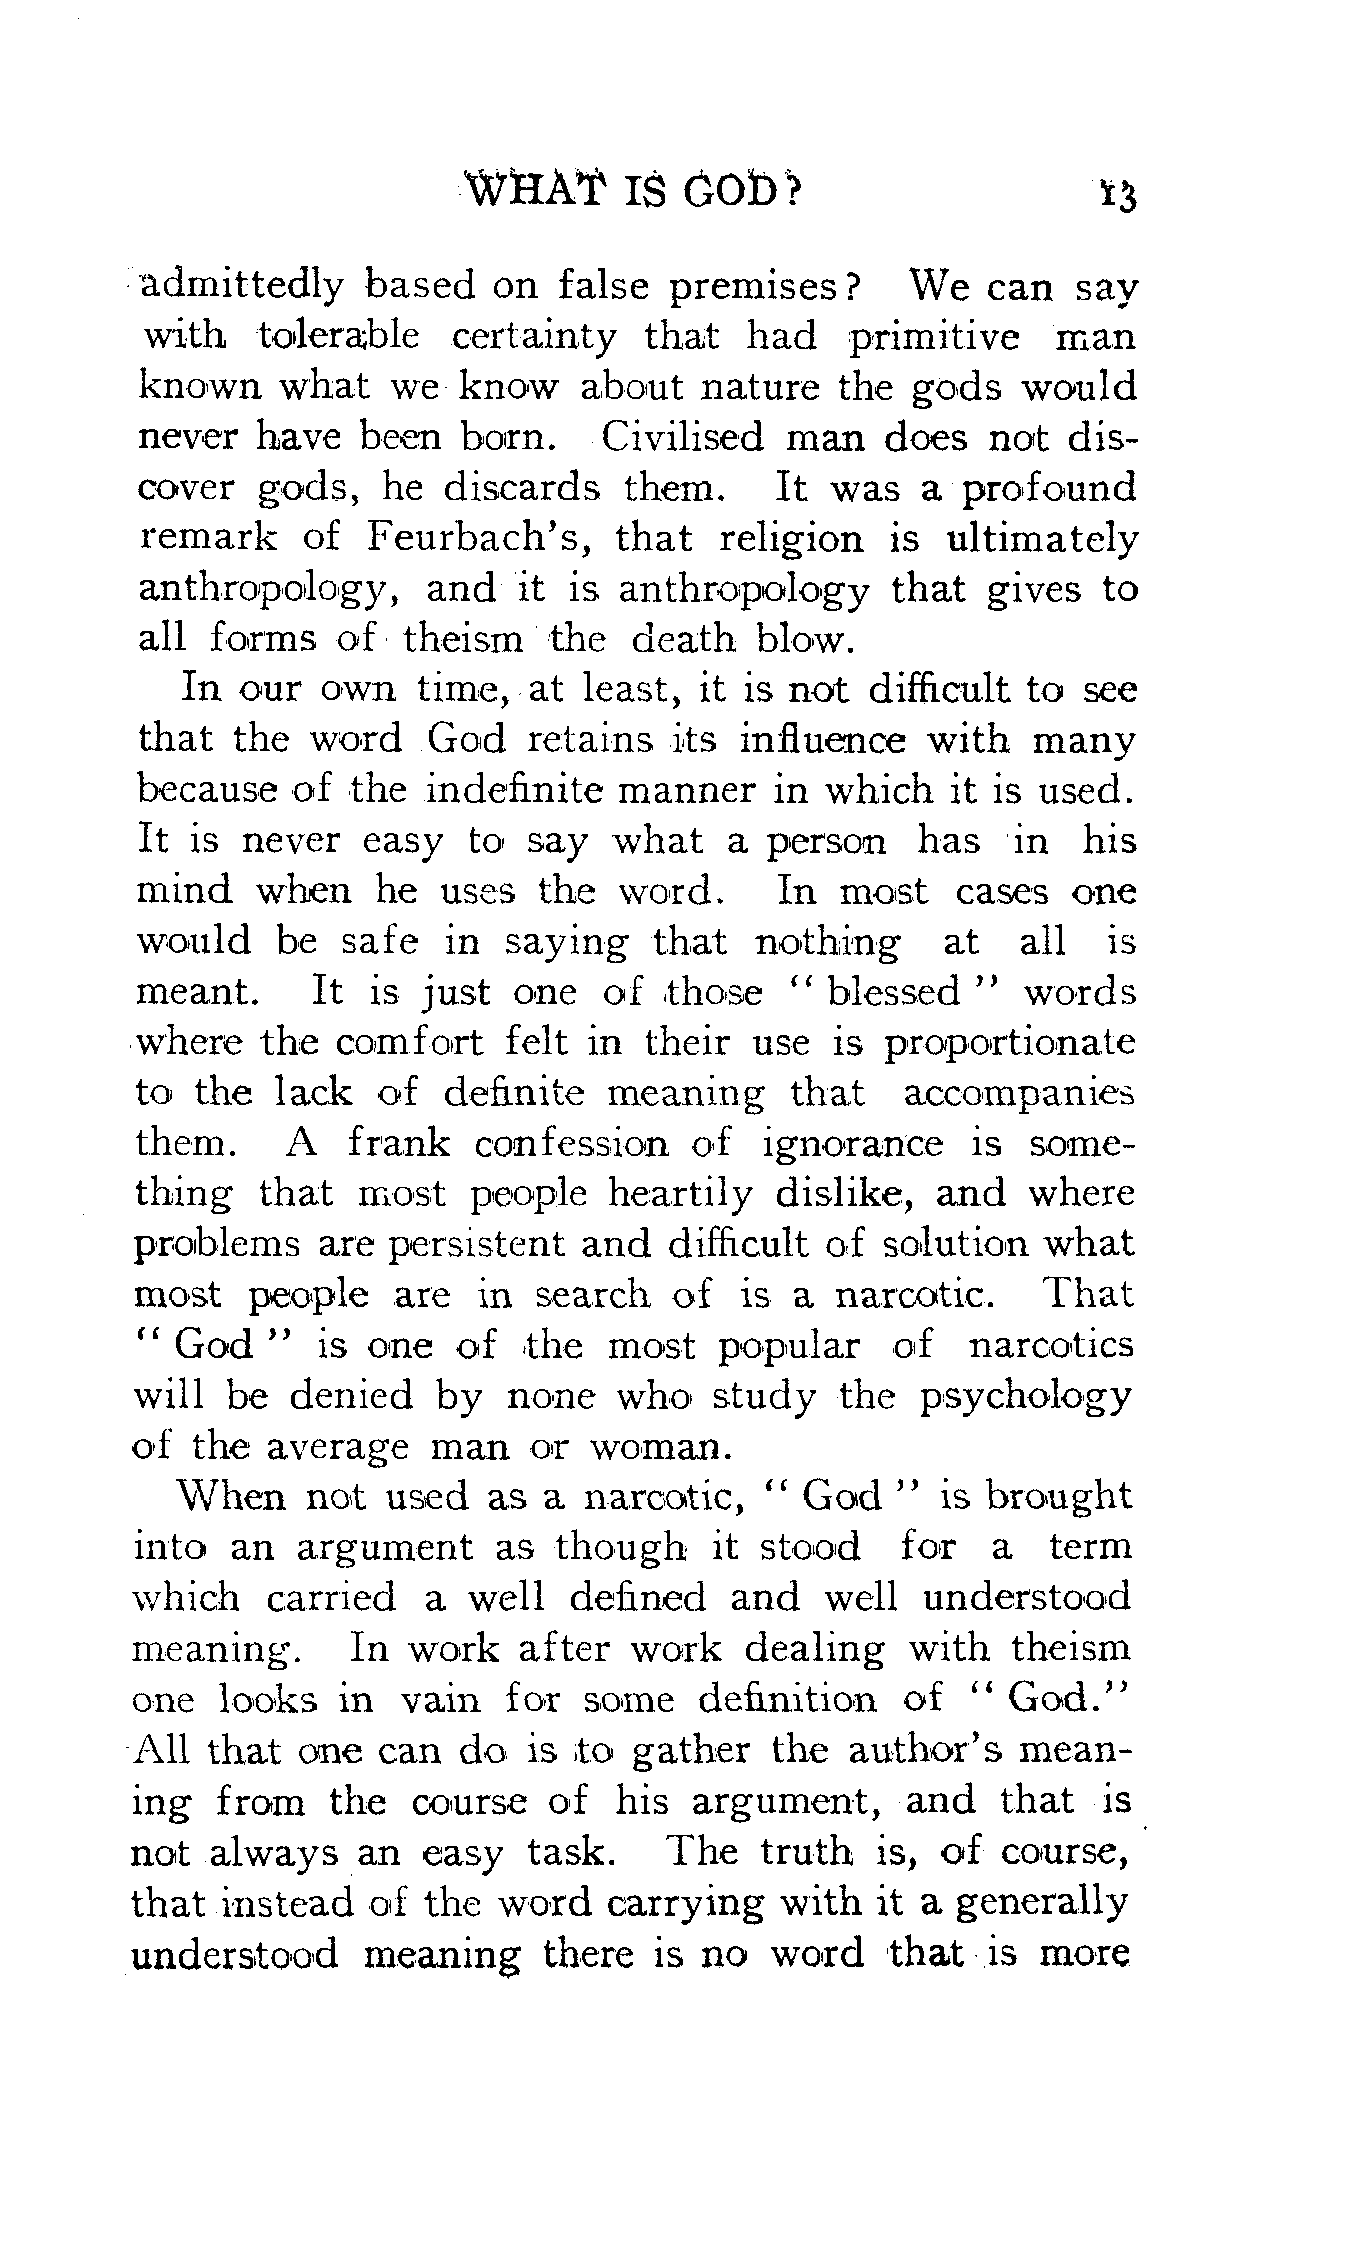 WHAT IS GOD? 13
admittedly based on false premises? We can say
with tolerable certainty that had primitive man
known what we know about nature the gods would
never have been born. Civilised man does not dis-
cover gods, he discards them. It was a profound
remark of Feurbach's, that religion is ultimately
anthropology, and it is anthropology that gives to
all forms of theism the death blow.
In our own time, at least, it is not difficult to see
that the word God retains its influence with many
because of the indefinite manner in which it is used.
It is never easy to say what a person has in his
mind when he uses the word. In most cases one
would be safe in saying that nothing at all is
meant. It is just one of those " blessed " words
where the comfort felt in their use is proportionate
to the lack of definite meaning that accompanies
them. A frank confession of ignorance is some-
thing that most people heartily dislike, and where
problems are persistent and difficult of solution what
most people are in search of is a narcotic. That
" God " is one of the most popular of narcotics
will be denied by none who study the psychology
of the average man or woman.
When not used as a narcotic, " God " is brought
into an argument as though it stood for a term
which carried a well defined and well understood
meaning. In work after work dealing with theism
one looks in vain for some definition of " God."
All that one can do is to gather the author's mean-
ing from the course of his argument, and that is
not always an easy task. The truth is, of course,
that instead of the word carrying with it a generally
understood meaning there is no word that is more